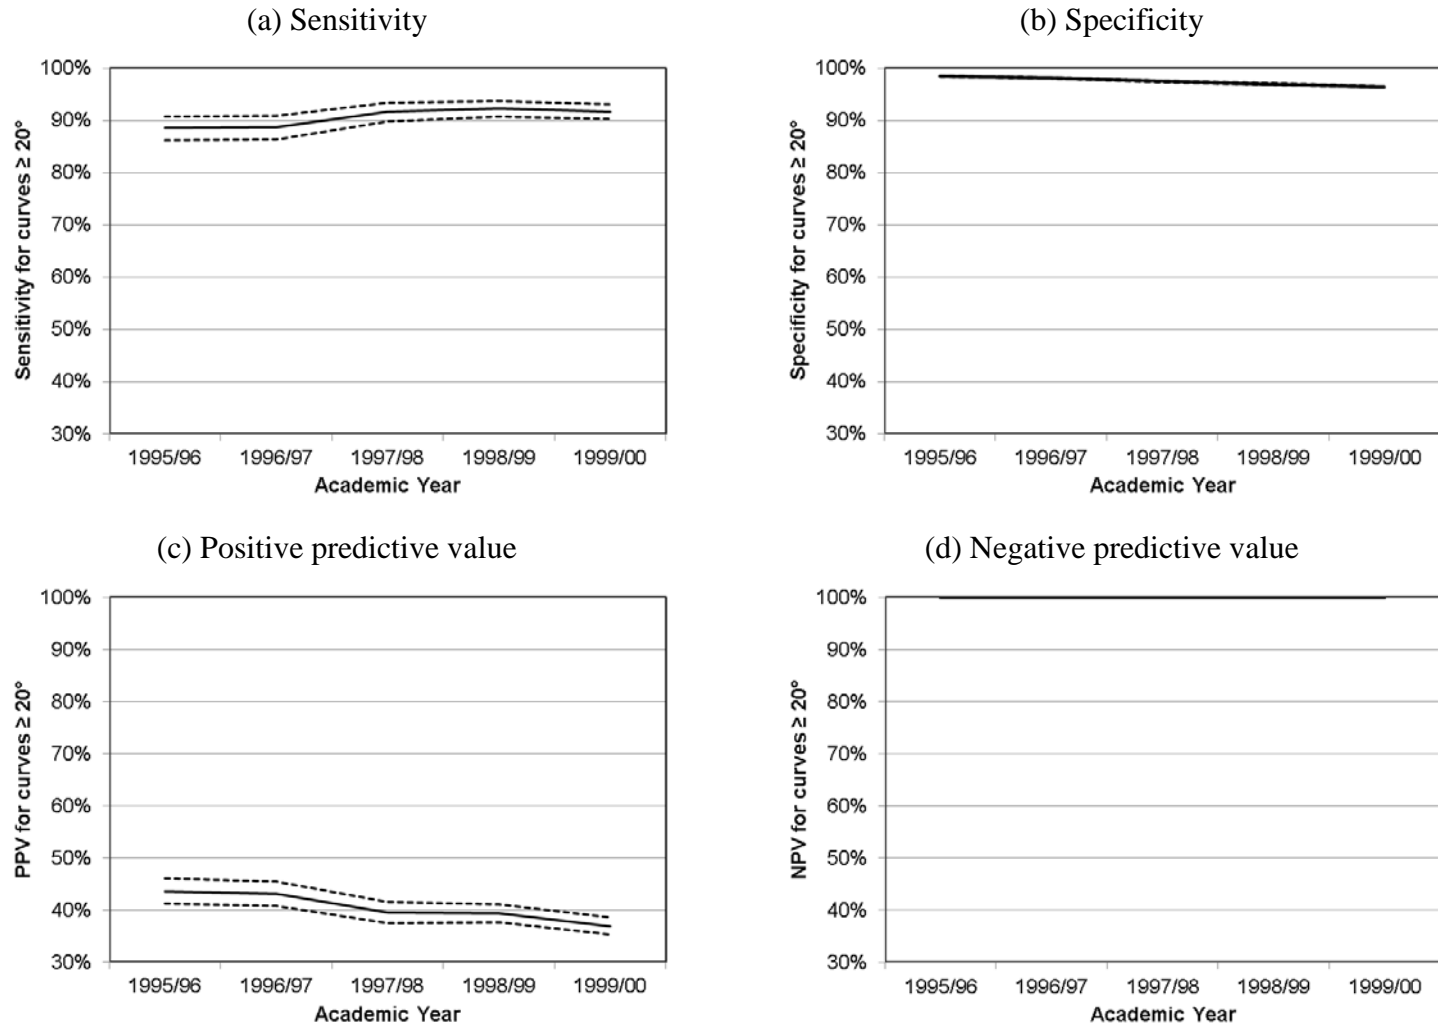 (a) Sensitivity
(b) Specificity
100%
90%
80%
70%
60%
50%
40%
30%
Sensitivity for curves ≥ 20°
1995/96 1996/97 1997/98 1998/99 1999/00
Academic Year
100%
90%
80%
70%
60%
50%
40%
30%
Specificity for curves ≥ 20°
1995/96 1996/97 1997/98 1998/99 1999/00
Academic Year
(c) Positive predictive value
(d) Negative predictive value
100%
90%
80%
70%
60%
50%
40%
30%
PPV for curves ≥ 20°
1995/96 1996/97 1997/98 1998/99 1999/00
Academic Year
100%
90%
80%
70%
60%
50%
40%
30%
NPV for curves ≥ 20°
1995/96 1996/97 1997/98 1998/99 1999/00
Academic Year